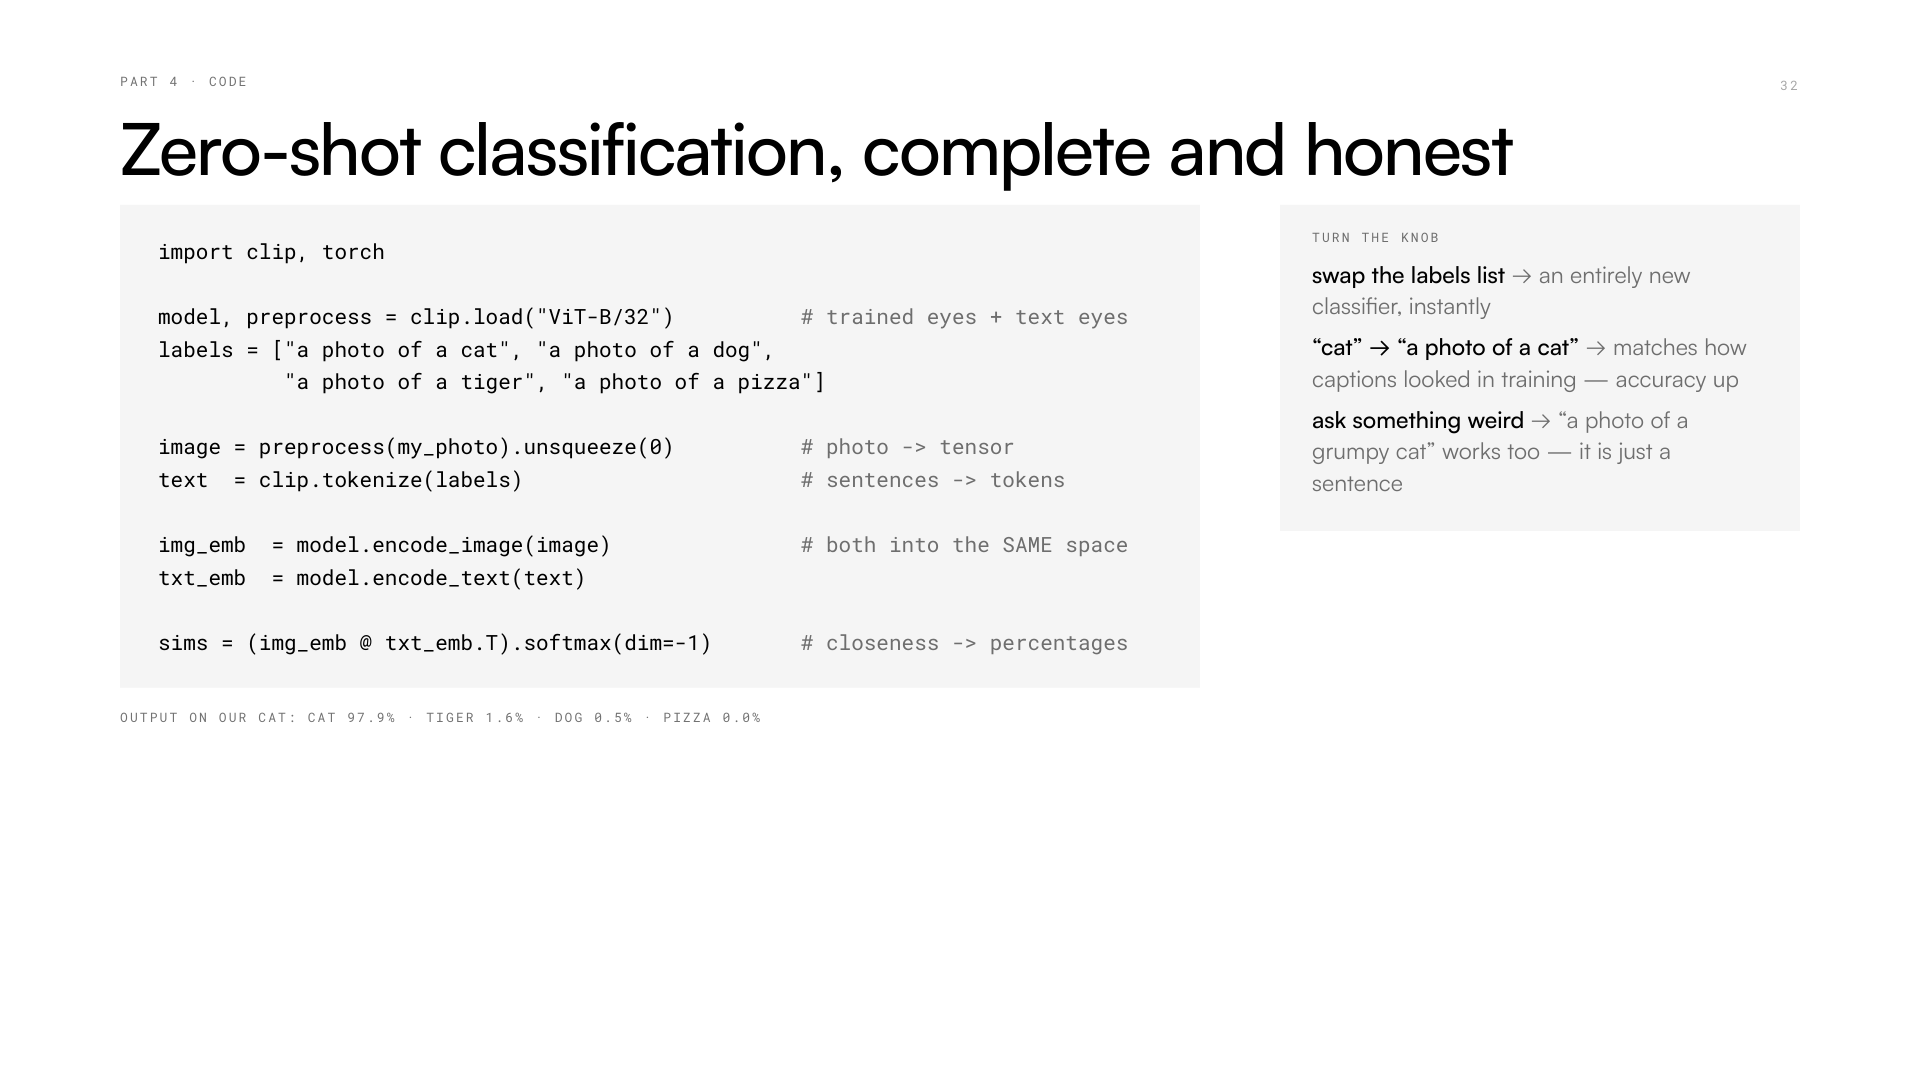 PART 4 · CODE
32
Zero-shot classification, complete and honest
import clip, torch
model, preprocess = clip.load("ViT-B/32")          # trained eyes + text eyes
labels = ["a photo of a cat", "a photo of a dog",
          "a photo of a tiger", "a photo of a pizza"]
image = preprocess(my_photo).unsqueeze(0)          # photo -> tensor
text  = clip.tokenize(labels)                      # sentences -> tokens
img_emb  = model.encode_image(image)               # both into the SAME space
txt_emb  = model.encode_text(text)
sims = (img_emb @ txt_emb.T).softmax(dim=-1)       # closeness -> percentages
OUTPUT ON OUR CAT: CAT 97.9% · TIGER 1.6% · DOG 0.5% · PIZZA 0.0%
TURN THE KNOB
swap the labels list → an entirely new
classifier, instantly
“cat” → “a photo of a cat” → matches how
captions looked in training — accuracy up
ask something weird → “a photo of a
grumpy cat” works too — it is just a
sentence